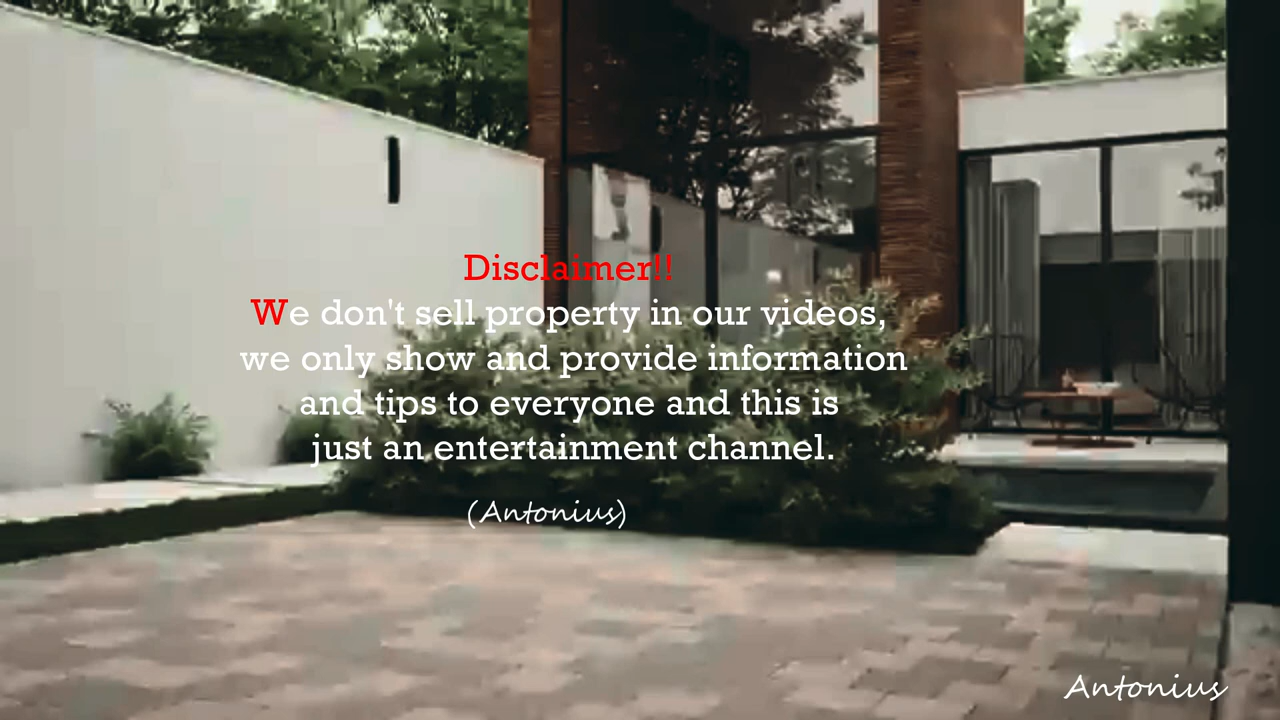 Disclaimer!!
We don't sell property in our videos,
we only show and provide information
and tips to everyone and this is
just an entertainment channel.
(Antonius)
Antonius